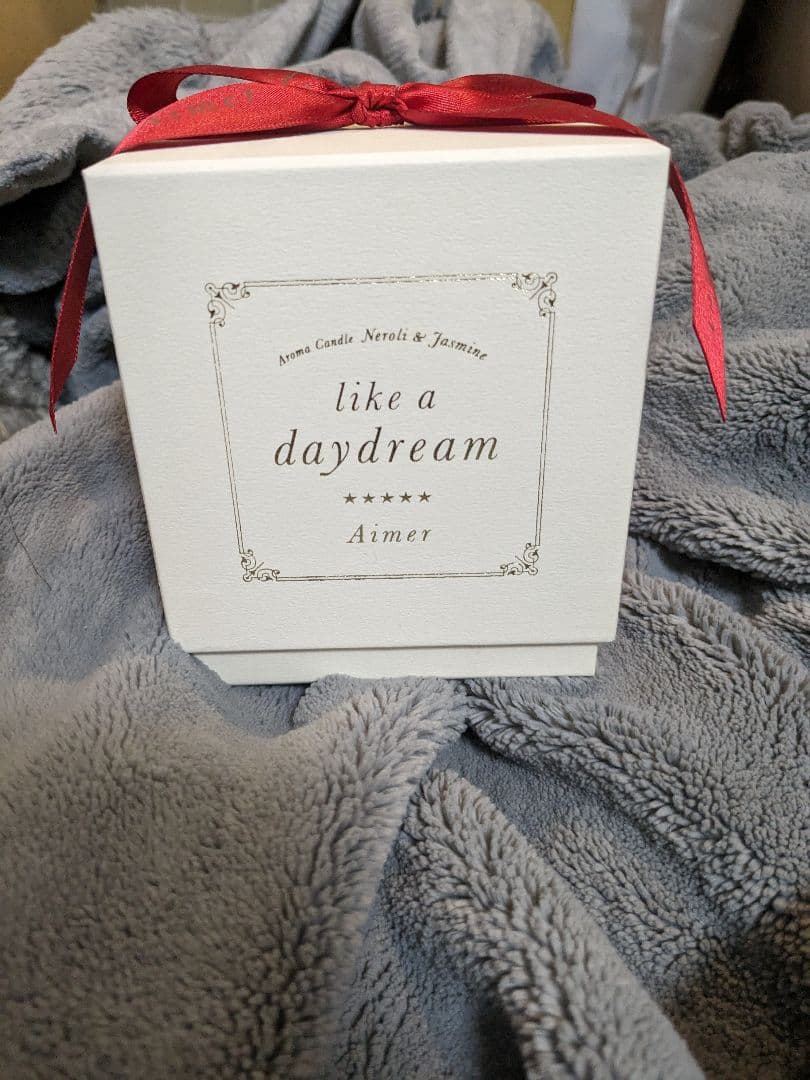 Aroma Candle Neroli & Jasmine
like a
daydream
★★★★★
Aimer